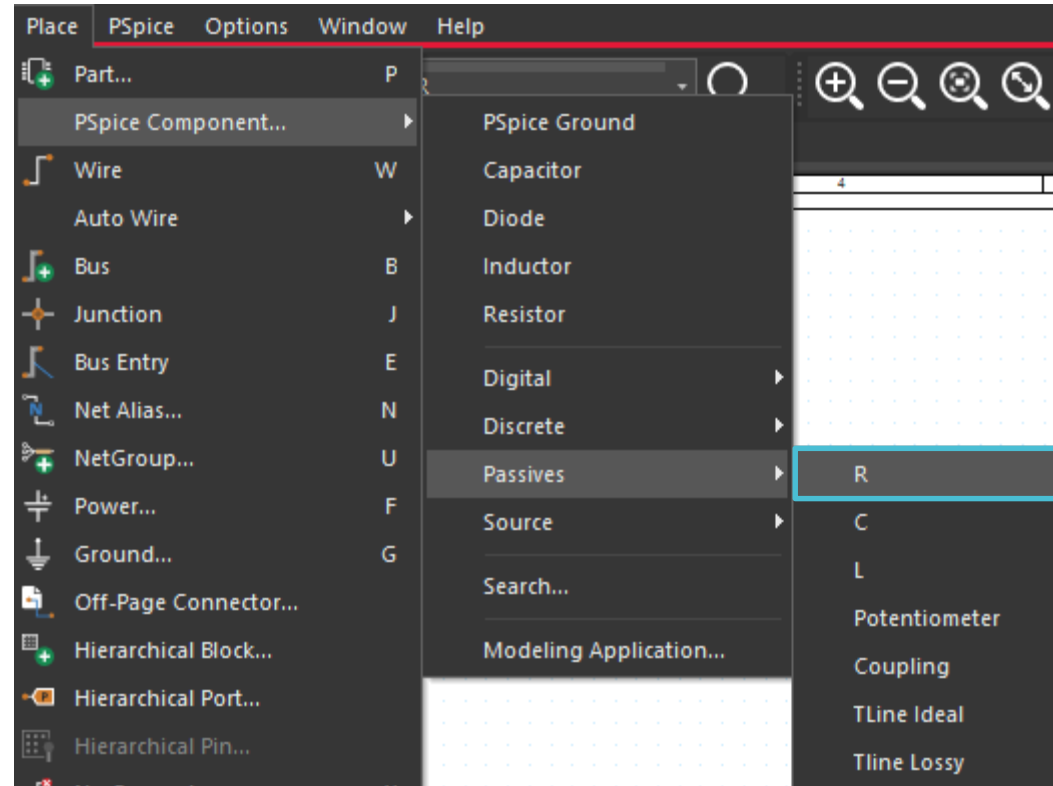 Place PSpice Options Window Help
Part... P
PSpice Component...
Wire W
Auto Wire
Bus B
Junction J
Bus Entry E
Net Alias... N
NetGroup... U
Power... F
Ground... G
Off-Page Connector...
Hierarchical Block...
Hierarchical Port...
Hierarchical Pin...
PSpice Ground
Capacitor
Diode
Inductor
Resistor
Digital
Discrete
Passives
Source
Search...
Modeling Application...
R
C
L
Potentiometer
Coupling
TLine Ideal
Tline Lossy
4